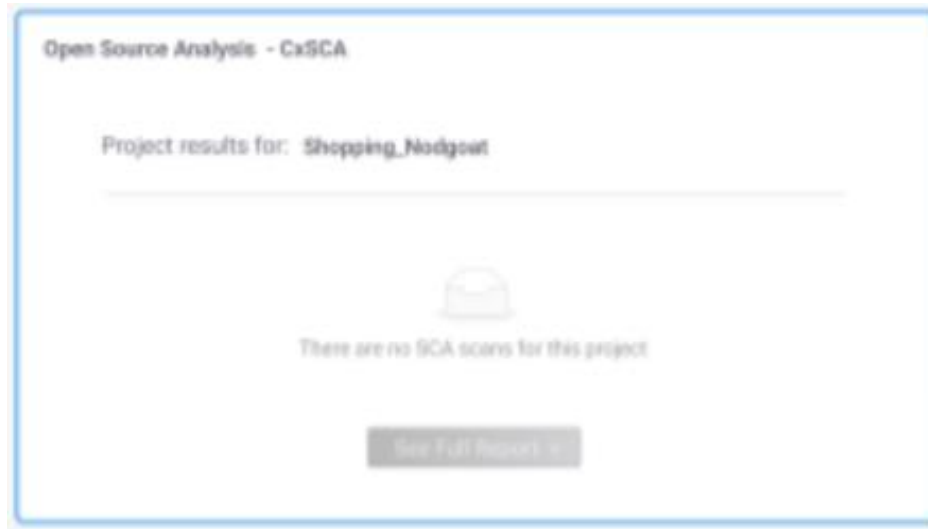 Open Source Analysis - CxSCA
Project results for: Shopping_Nodgoat
There are no SCA scans for this project
See Full Report